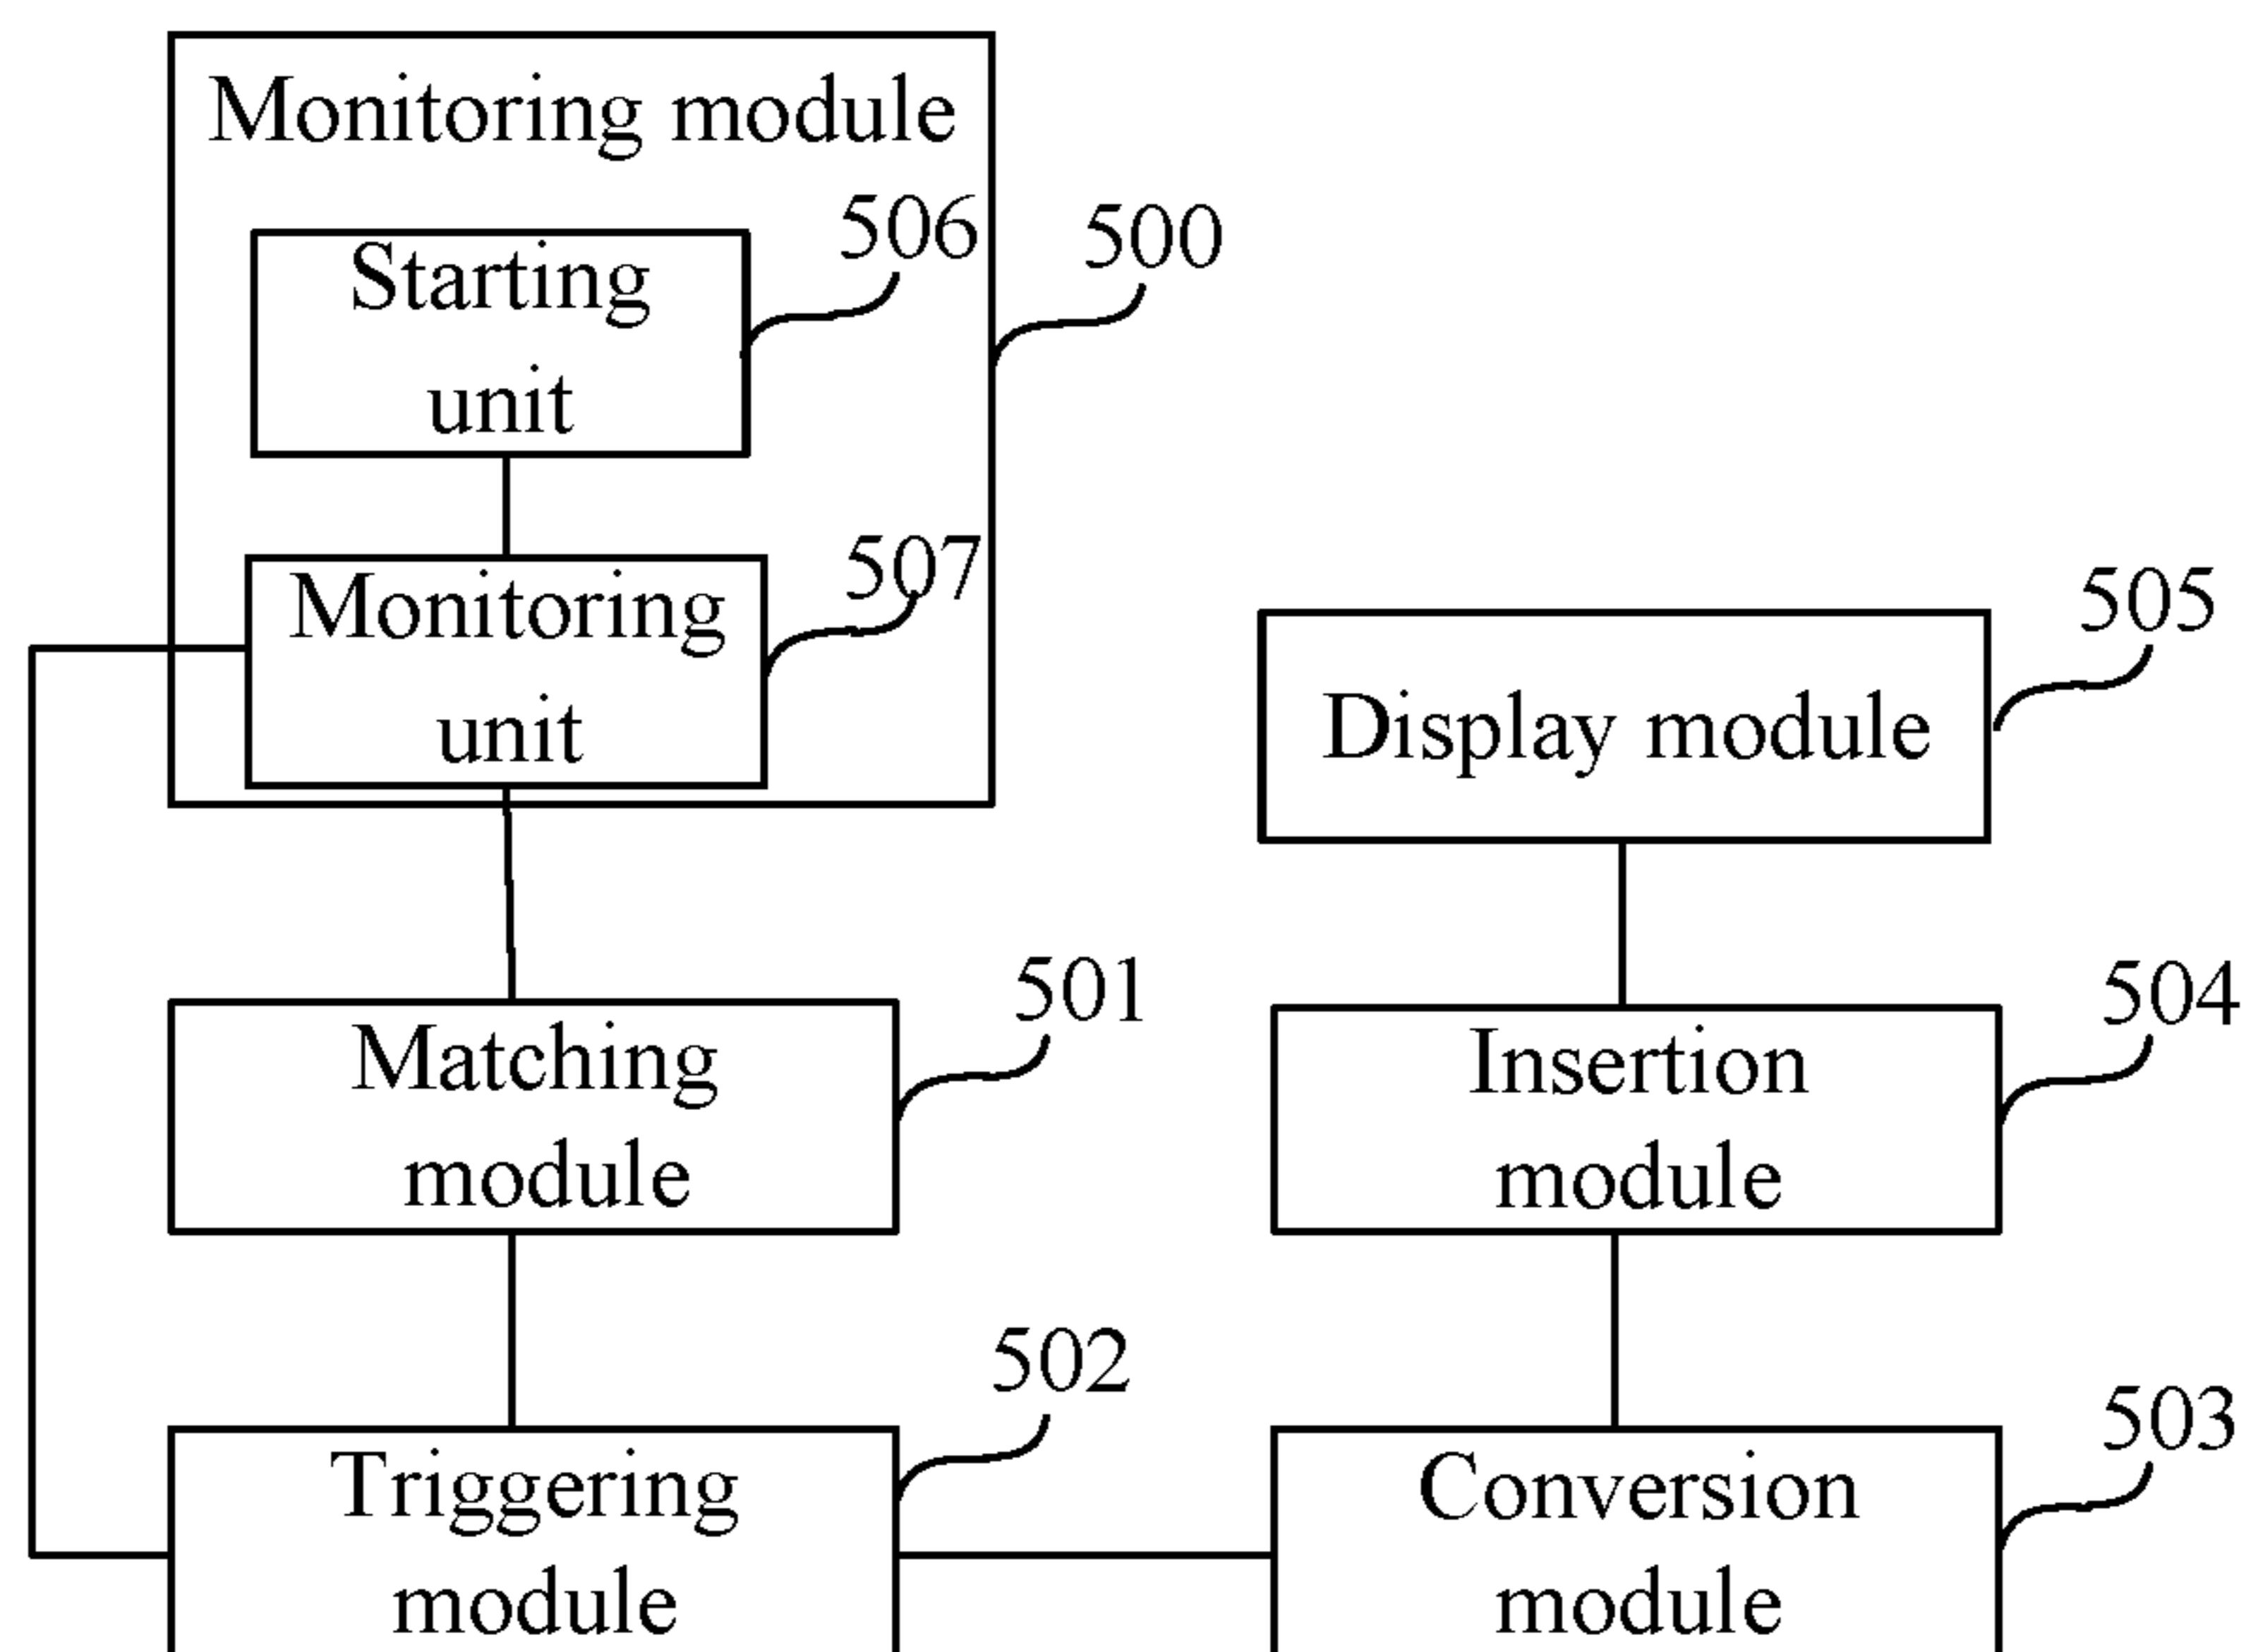 Monitoring module
506
500
Starting
unit
507
Monitoring
unit
505
Display module
501
Matching
module
504
Insertion
module
502
Triggering
module
503
Conversion
module